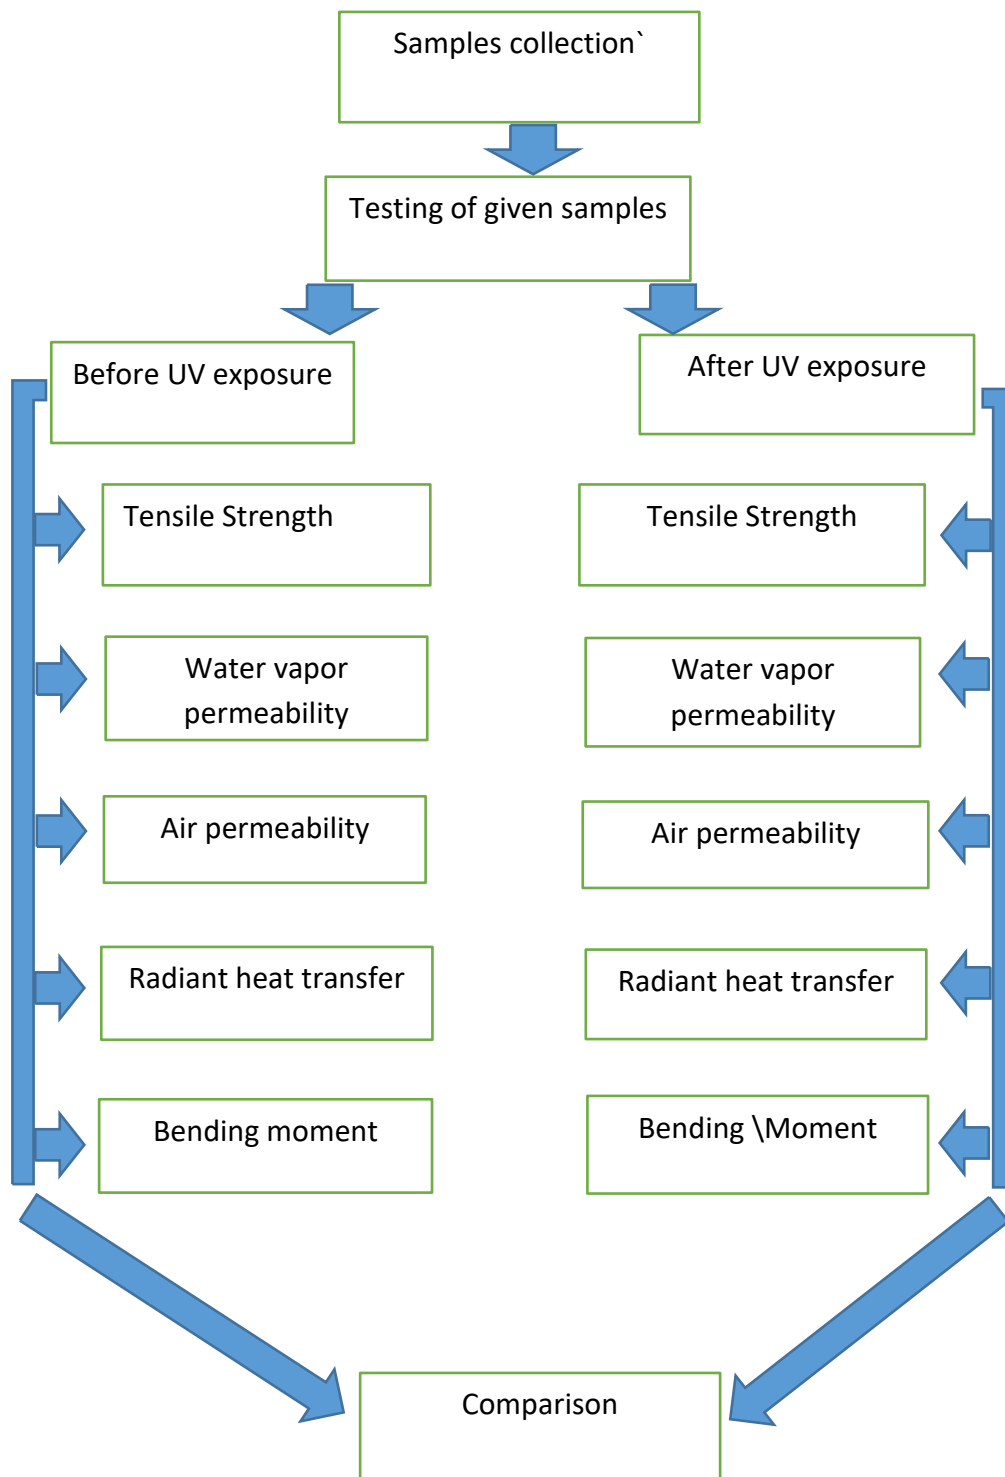 Samples collection`
Testing of given samples
Before UV exposure
After UV exposure
Tensile Strength
Tensile Strength
Water vapor
permeability
Water vapor
permeability
Air permeability
Air permeability
Radiant heat transfer
Radiant heat transfer
Bending moment
Bending \Moment
Comparison